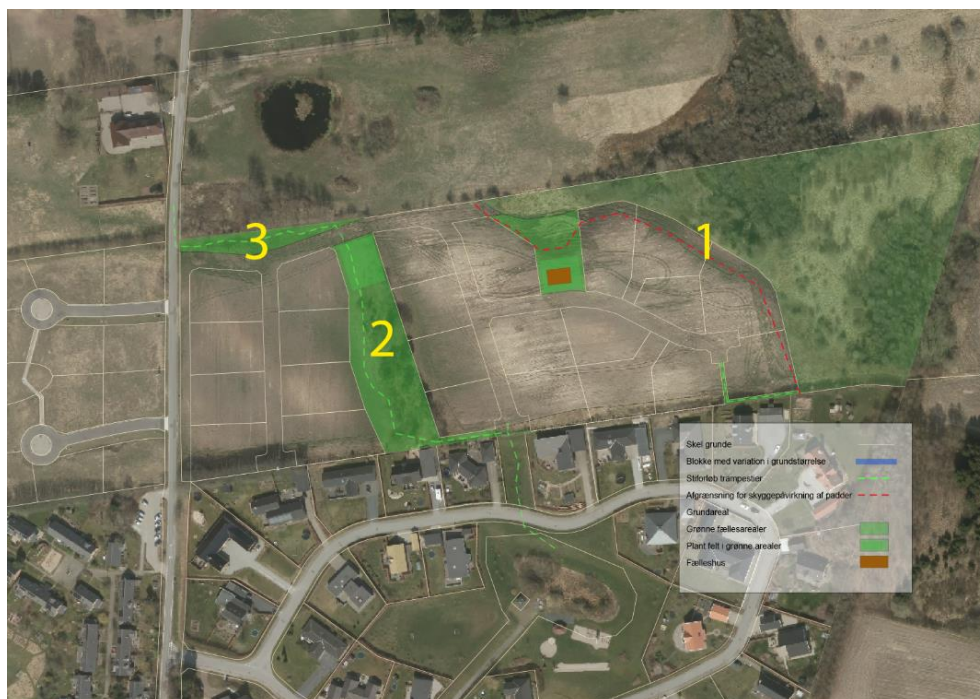 1
3
2
Skel grunde
Blokke med variation i grundstørrelse
Stiforløb trampestier
Afgrænsning for skyggepåvirkning af padder
Grundareal
Grønne fællesarealer
Plant felt i grønne arealer
Fælleshus